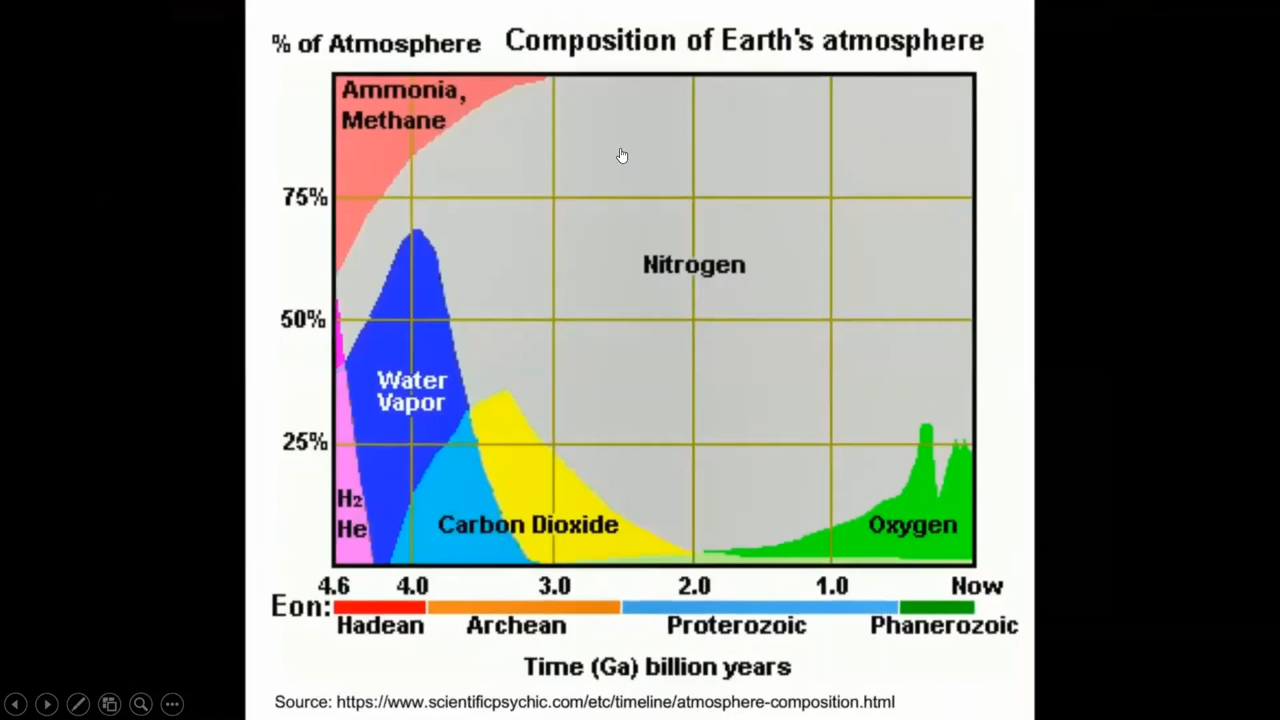 % of Atmosphere Composition of Earth's atmosphere
Ammonia,
Methane
75%
Nitrogen
50%
Water
Vapor
25%
H₂
He
Carbon Dioxide
Oxygen
4.6 4.0 3.0 2.0 1.0 Now
Eon:
Hadean Archean Proterozoic Phanerozoic
Time (Ga) billion years
Source: https://www.scientificpsychic.com/etc/timeline/atmosphere-composition.html